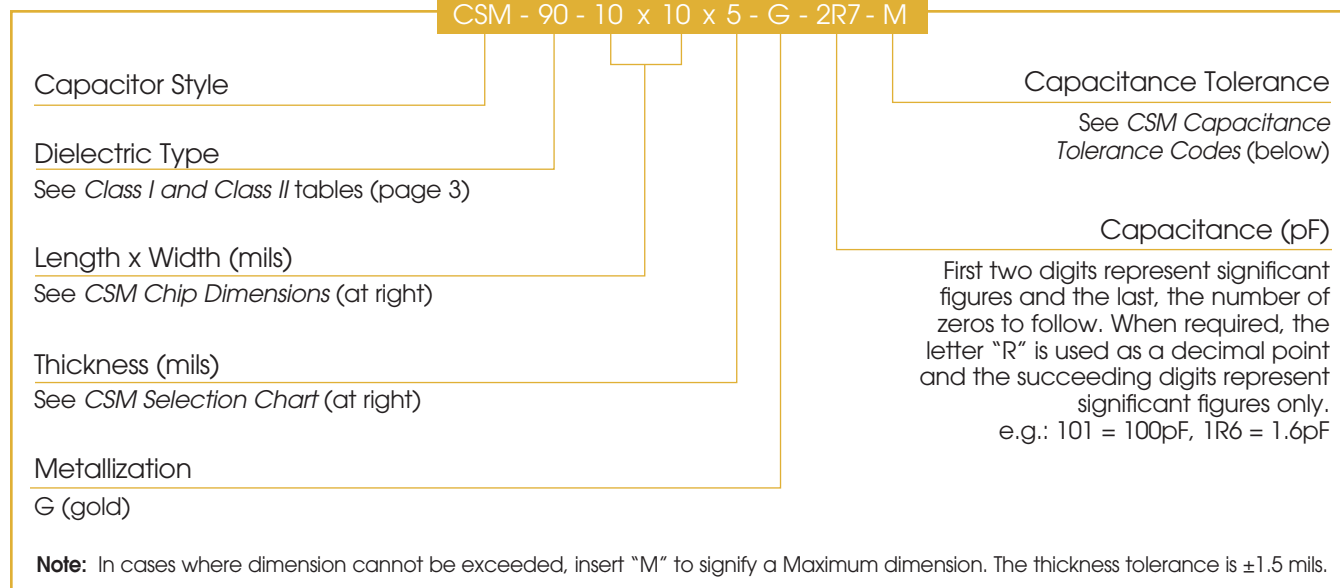 CSM - 90 - 10 x 10 x 5 - G - 2R7 - M
Capacitor Style
Dielectric Type
See Class I and Class II tables (page 3)
Length x Width (mils)
See CSM Chip Dimensions (at right)
Thickness (mils)
See CSM Selection Chart (at right)
Metallization
G (gold)
Capacitance Tolerance
See CSM Capacitance
Tolerance Codes (below)
Capacitance (pF)
First two digits represent significant
figures and the last, the number of
zeros to follow. When required, the
letter “R” is used as a decimal point
and the succeeding digits represent
significant figures only.
e.g.: 101 = 100pF, 1R6 = 1.6pF
Note: In cases where dimension cannot be exceeded, insert “M” to signify a Maximum dimension. The thickness tolerance is ±1.5 mils.